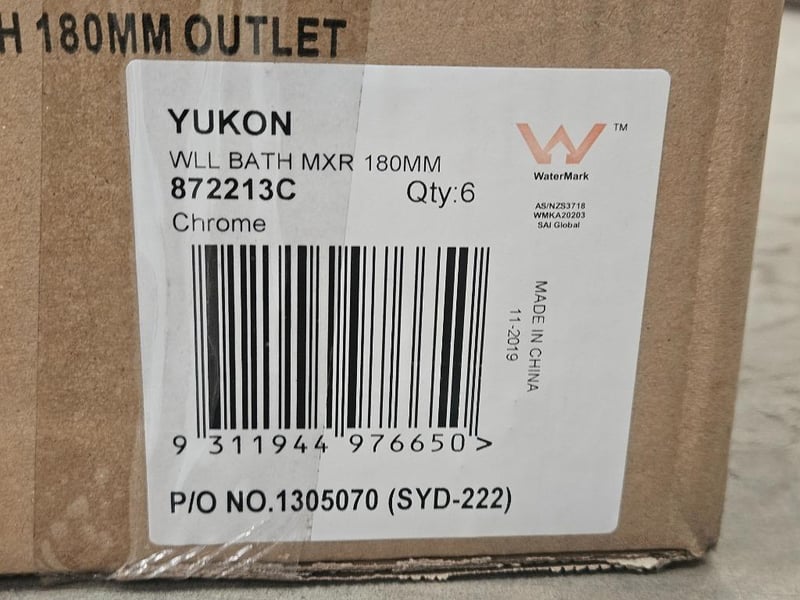 H 180MM OUTLET
YUKON
WLL BATH MXR 180MM
872213C Qty:6
Chrome
TM
WaterMark
AS/NZS3718
WMKA20203
SAI Global
MADE IN CHINA
11-2019
9 311944 976650>
P/O NO.1305070 (SYD-222)